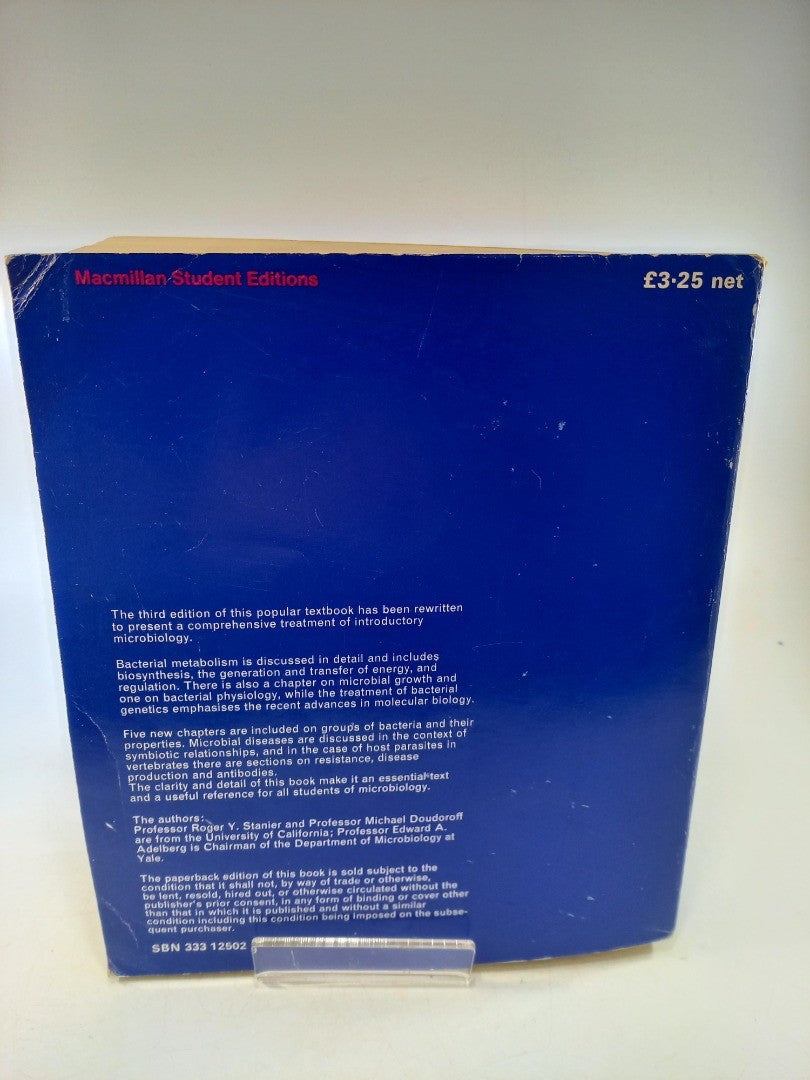 Macmillan Student Editions
£3·25 net
The third edition of this popular textbook has been rewritten
to present a comprehensive treatment of introductory
microbiology.
Bacterial metabolism is discussed in detail and includes
biosynthesis, the generation and transfer of energy, and
regulation. There is also a chapter on microbial growth and
one on bacterial physiology, while the treatment of bacterial
genetics emphasises the recent advances in molecular biology.
Five new chapters are included on groups of bacteria and their
properties. Microbial diseases are discussed in the context of
symbiotic relationships, and in the case of host parasites in
vertebrates there are sections on resistance, disease
production and antibodies.
The clarity and detail of this book make it an essential text
and a useful reference for all students of microbiology.
The authors:
Professor Roger Y. Stanier and Professor Michael Doudoroff
are from the University of California; Professor Edward A.
Adelberg is Chairman of the Department of Microbiology at
Yale.
The paperback edition of this book is sold subject to the
condition that it shall not, by way of trade or otherwise,
be lent, resold, hired out, or otherwise circulated without the
publisher's prior consent, in any form of binding or cover other
than that in which it is published and without a similar
condition including this condition being imposed on the subse-
quent purchaser.
SBN 333 12502